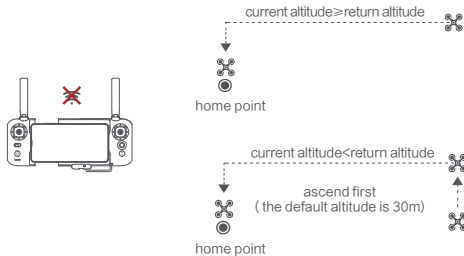 current altitude≥return altitude
home point
current altitude<return altitude
ascend first
( the default altitude is 30m)
home point